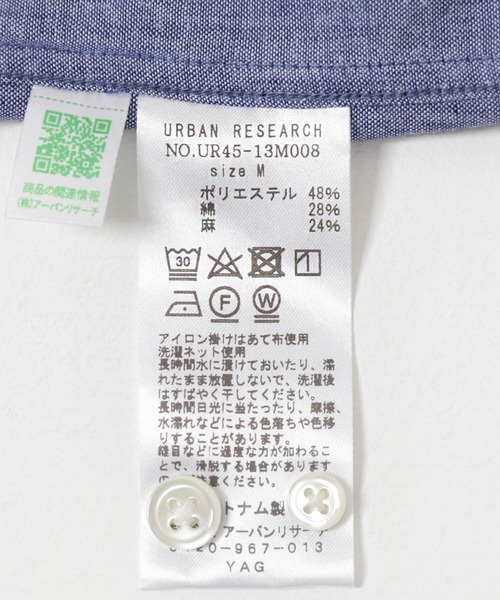 商品の関連情報
(株)アーバンリサーチ
URBAN RESEARCH
NO.UR45-13M008
size M
ポリエステル 48%
綿 28%
麻 24%
30
F W
アイロン掛けはあて布使用
洗濯ネット使用
長時間水に漬けておいたり、濡
れたまま放置しないで、洗濯後
はすばやく干してください。
長時間日光に当たったり、摩擦、
水濡れなどによる色落ちや色移
りすることがあります。
縫目などに過度な力が加わるこ
とで、滑脱する場合があります
ご注意ください。
トナム製
アーバンリサーチ
20-967-013
YAG